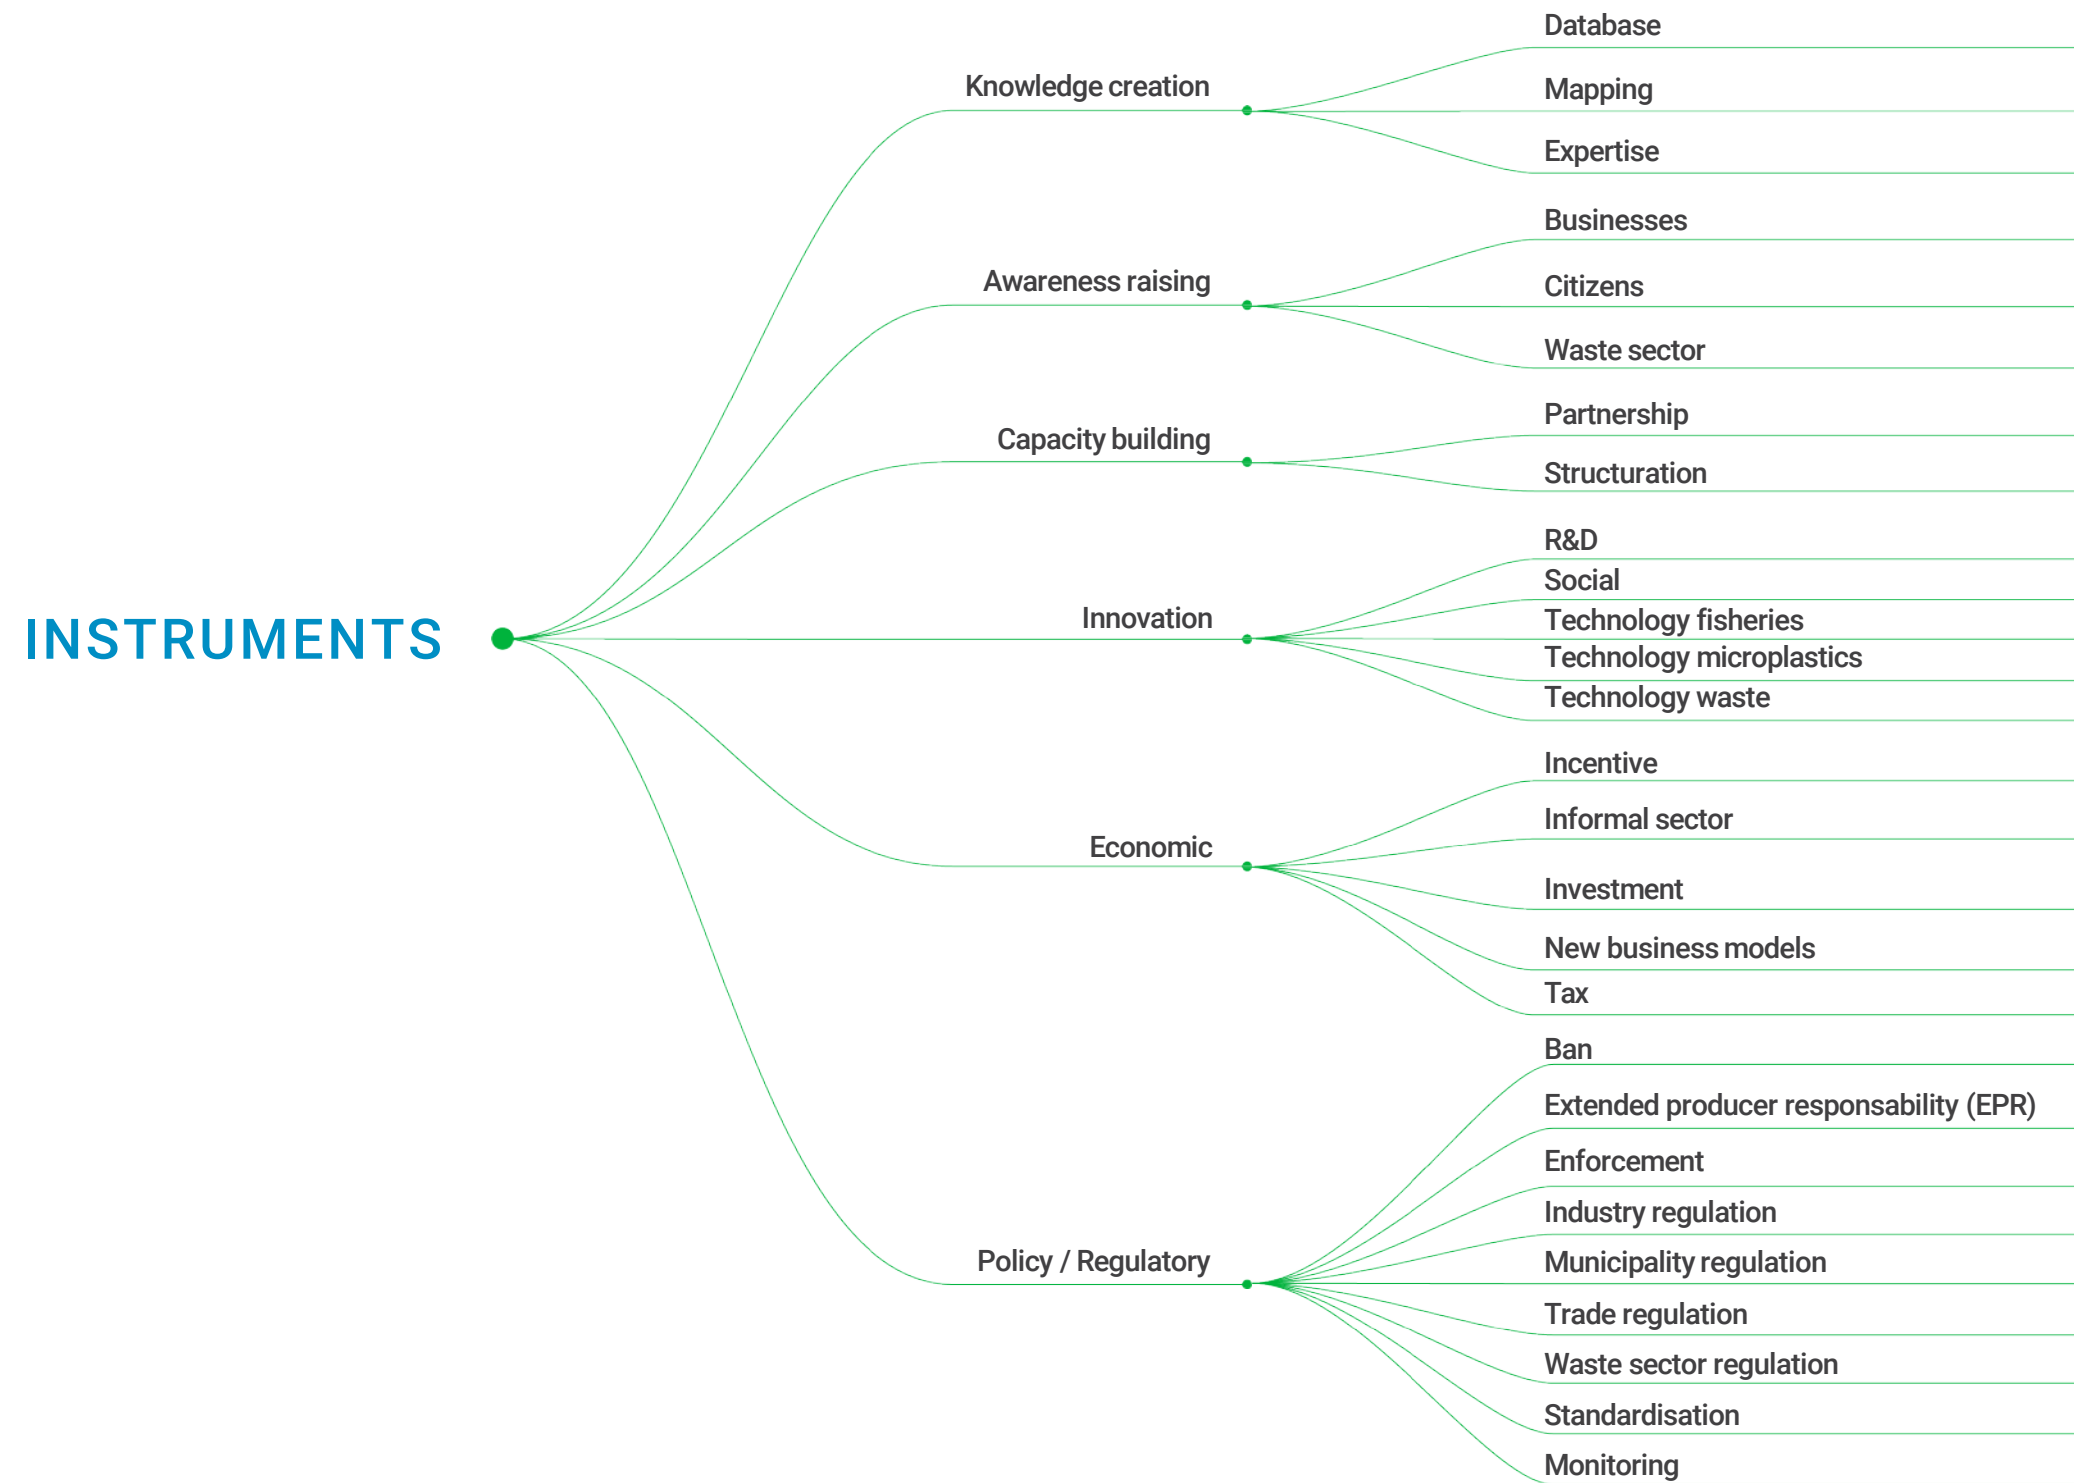 INSTRUMENTS
Knowledge creation
Database
Mapping
Expertise
Awareness raising
Businesses
Citizens
Waste sector
Capacity building
Partnership
Structuration
Innovation
R&D
Social
Technology fisheries
Technology microplastics
Technology waste
Economic
Incentive
Informal sector
Investment
New business models
Tax
Policy / Regulatory
Ban
Extended producer responsability (EPR)
Enforcement
Industry regulation
Municipality regulation
Trade regulation
Waste sector regulation
Standardisation
Monitoring